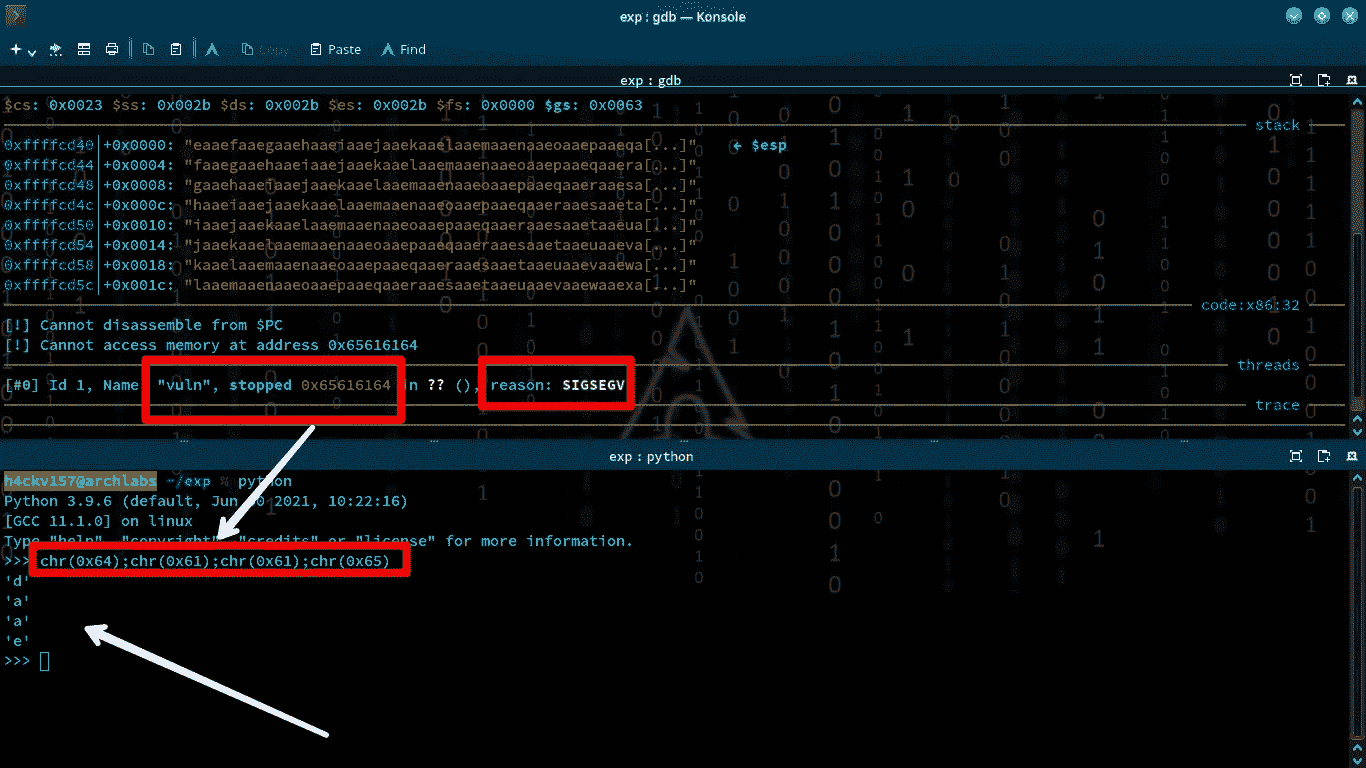 exp : gdb — Konsole
Copy Paste Find
exp : gdb
$cs: 0x0023 $ss: 0x002b $ds: 0x002b $es: 0x002b $fs: 0x0000 $gs: 0x0063
stack
0xffffcd40│+0x0000: "eaaefaaegaaehaaeiaaejaaekaaelaaemaaenaaeoaaepaaeqa[...]" ← $esp
0xffffcd44│+0x0004: "faaegaaehaaeiaaejaaekaaelaaemaaenaaeoaaepaaeqaaera[...]"
0xffffcd48│+0x0008: "gaaehaaeiaaejaaekaaelaaemaaenaaeoaaepaaeqaaeraaesa[...]"
0xffffcd4c│+0x000c: "haaeiaaejaaekaaelaaemaaenaaeoaaepaaeqaaeraaesaaeta[...]"
0xffffcd50│+0x0010: "iaaejaaekaaelaaemaaenaaeoaaepaaeqaaeraaesaaetaaeua[...]"
0xffffcd54│+0x0014: "jaaekaaelaaemaaenaaeoaaepaaeqaaeraaesaaetaaeuaaeva[...]"
0xffffcd58│+0x0018: "kaaelaaemaaenaaeoaaepaaeqaaeraaesaaetaaeuaaevaaewa[...]"
0xffffcd5c│+0x001c: "laaemaaenaaeoaaepaaeqaaeraaesaaetaaeuaaevaaewaaexa[...]"
code:x86:32
[!] Cannot disassemble from $PC
[!] Cannot access memory at address 0x65616164
threads
[#0] Id 1, Name "vuln", stopped 0x65616164 in ?? (), reason: SIGSEGV
trace
exp : python
h4ckvl57@archlabs ~/exp % python
Python 3.9.6 (default, Jun 30 2021, 10:22:16)
[GCC 11.1.0] on linux
Type "help", "copyright", "credits" or "license" for more information.
>>> chr(0x64);chr(0x61);chr(0x61);chr(0x65)
'd'
'a'
'a'
'e'
>>>